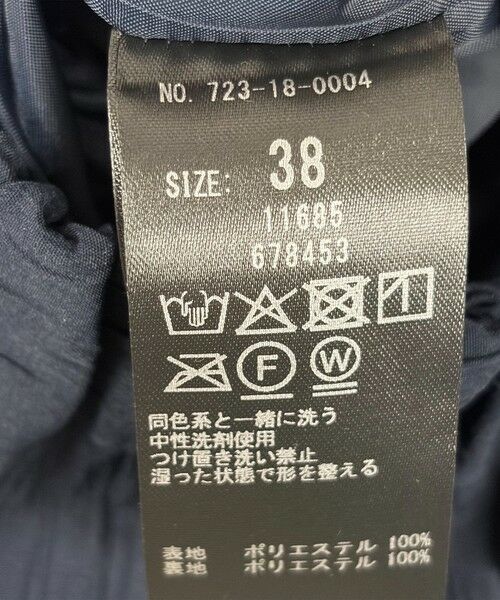 NO. 723-18-0004
SIZE: 38
11685
678453
F W
同色系と一緒に洗う
中性洗剤使用
つけ置き洗い禁止
湿った状態で形を整える
表地 ポリエステル 100%
裏地 ポリエステル 100%